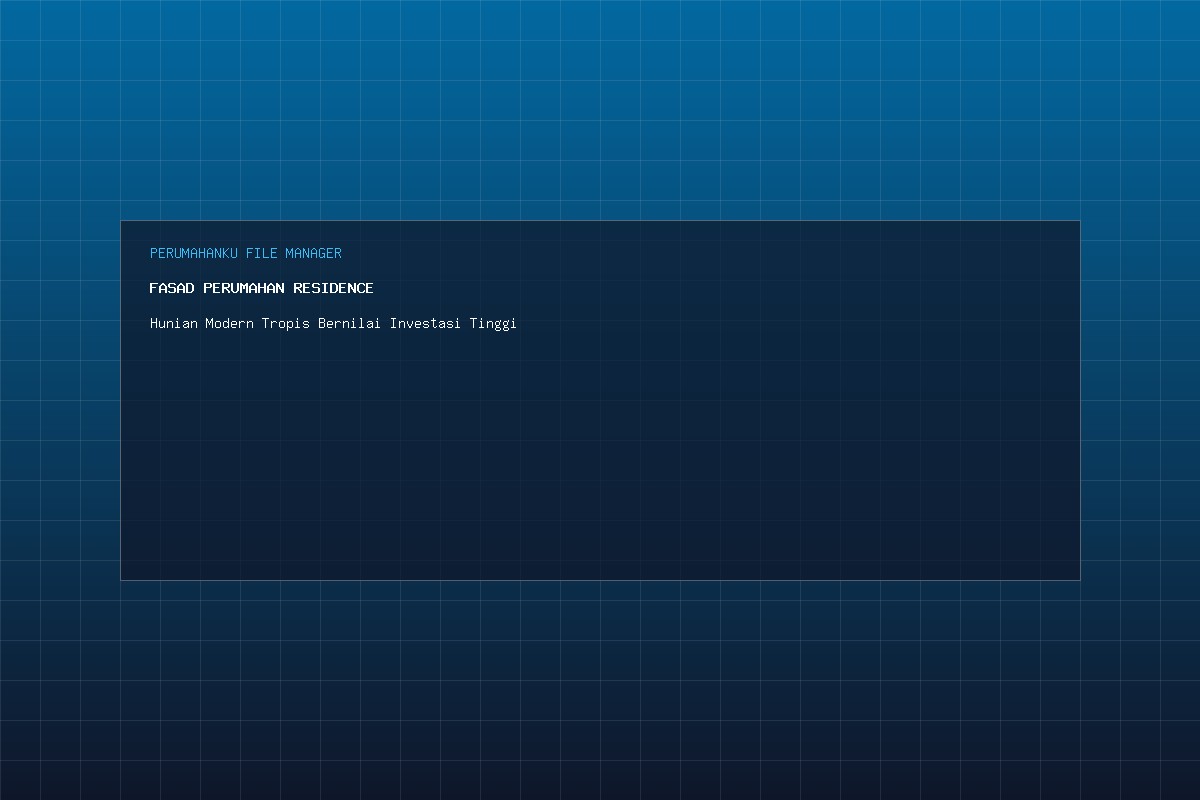 PERUMAHANKU FILE MANAGER
FASAD PERUMAHAN RESIDENCE
Hunian Modern Tropis Bernilai Investasi Tinggi